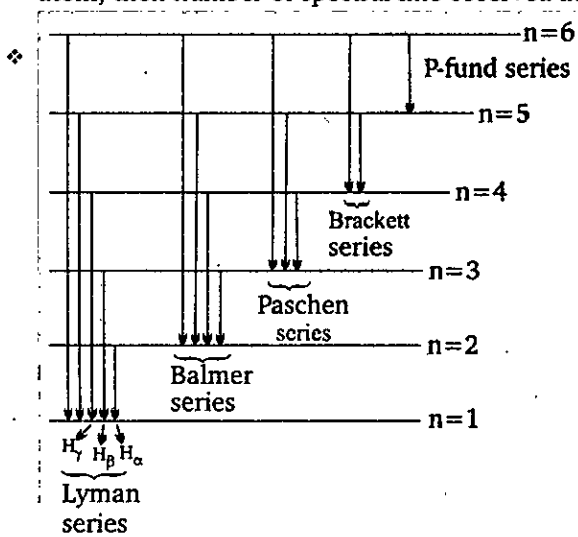 n=6
P-fund series
n=5
n=4
Brackett
series
n=3
Paschen
series
n=2
Balmer
series
n=1
Hγ Hβ Hα
Lyman
series